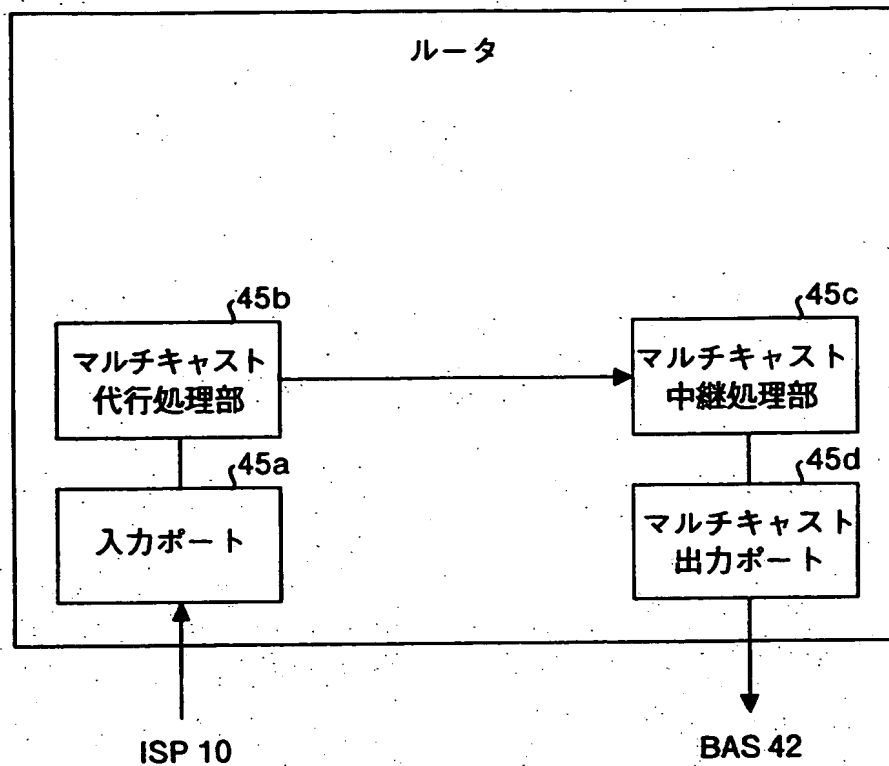 ルータ
45b
マルチキャスト
代行処理部
45c
マルチキャスト
中継処理部
45a
入力ポート
45d
マルチキャスト
出力ポート
ISP 10
BAS 42